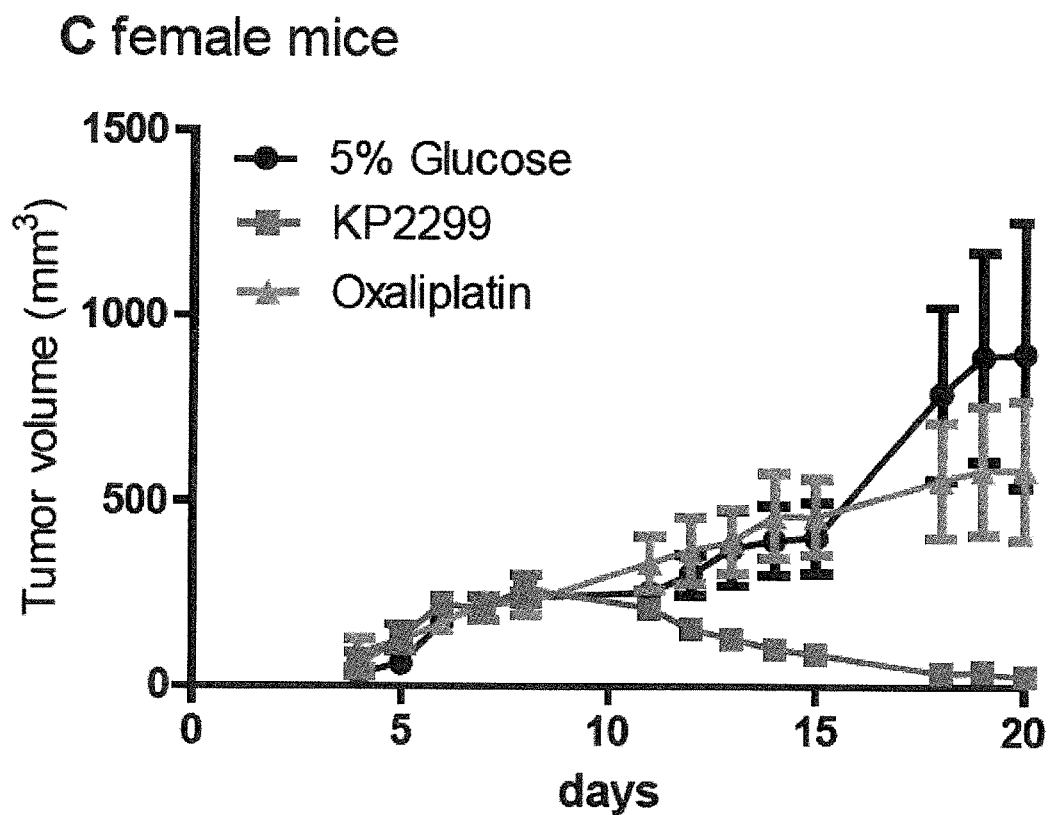 C female mice
1500
1000
500
0
Tumor volume (mm³)
5% Glucose
KP2299
Oxaliplatin
0 5 10 15 20
days